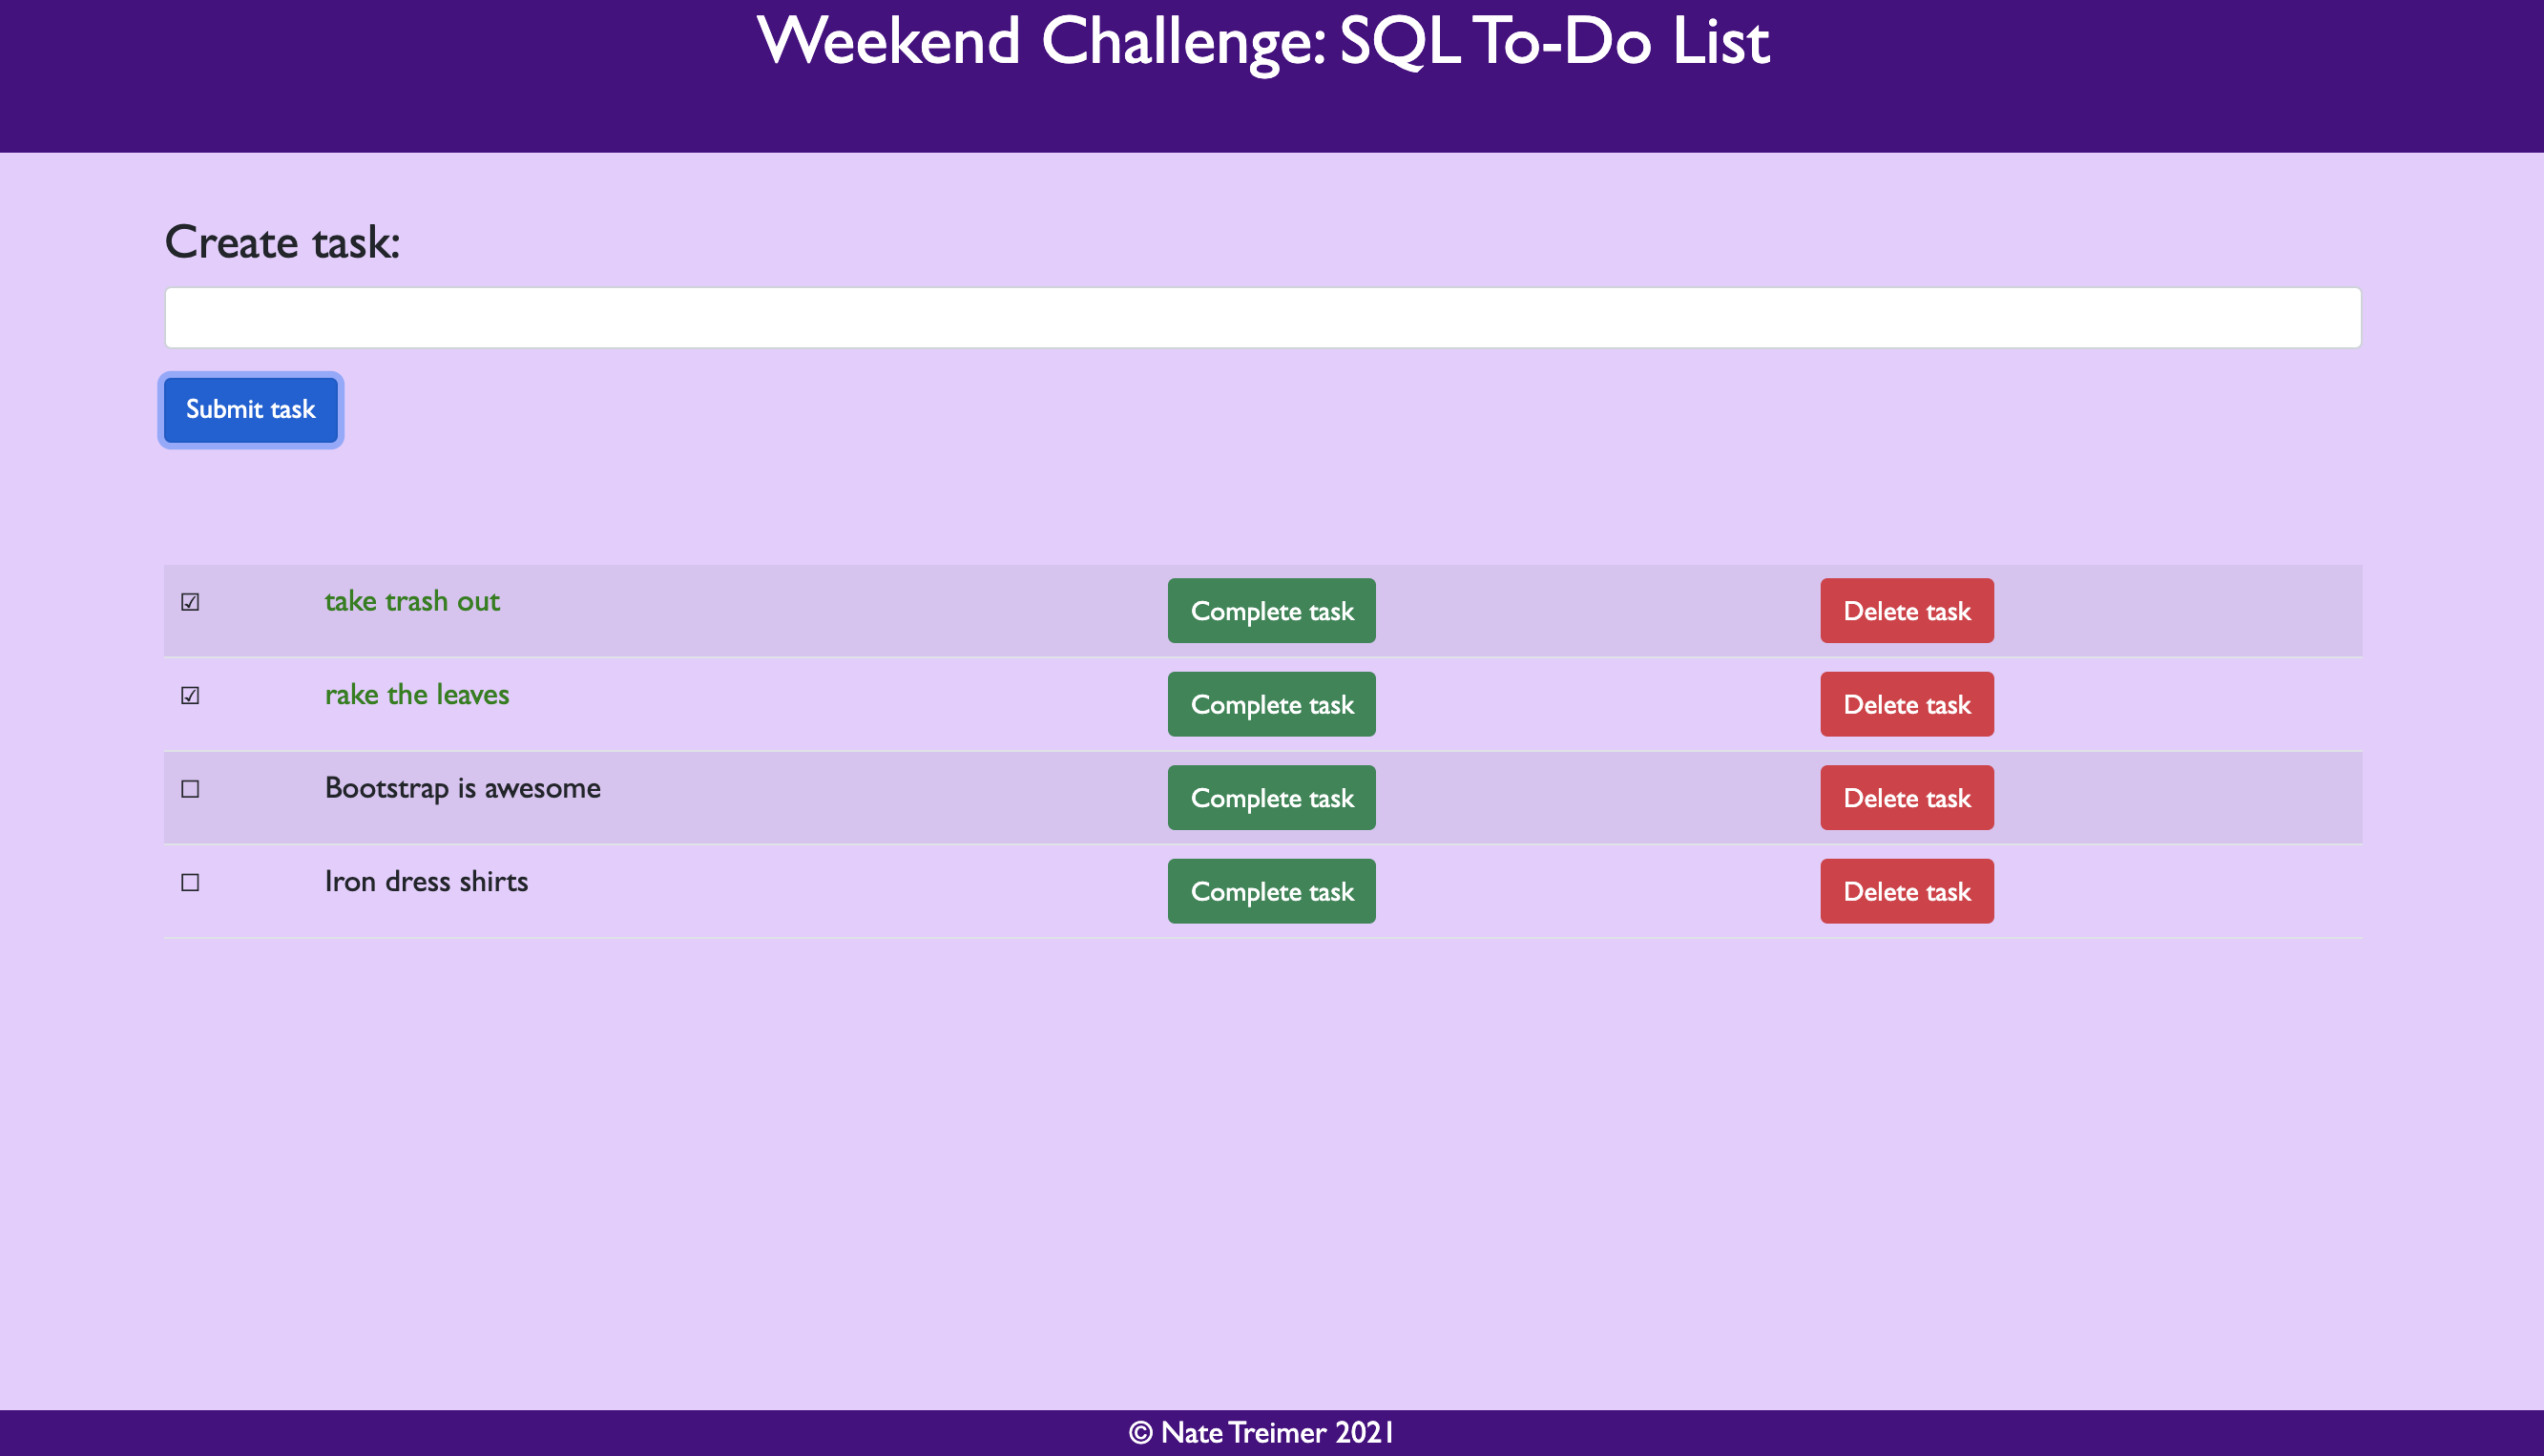 Weekend Challenge: SQL To-Do List
Create task:
Submit task
☑ take trash out Complete task Delete task
☑ rake the leaves Complete task Delete task
☐ Bootstrap is awesome Complete task Delete task
☐ Iron dress shirts Complete task Delete task
© Nate Treimer 2021